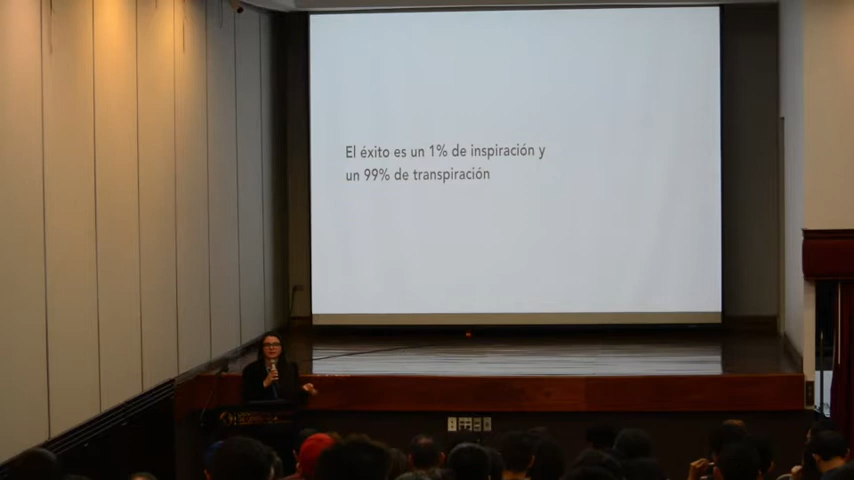 El éxito es un 1% de inspiración y
un 99% de transpiración